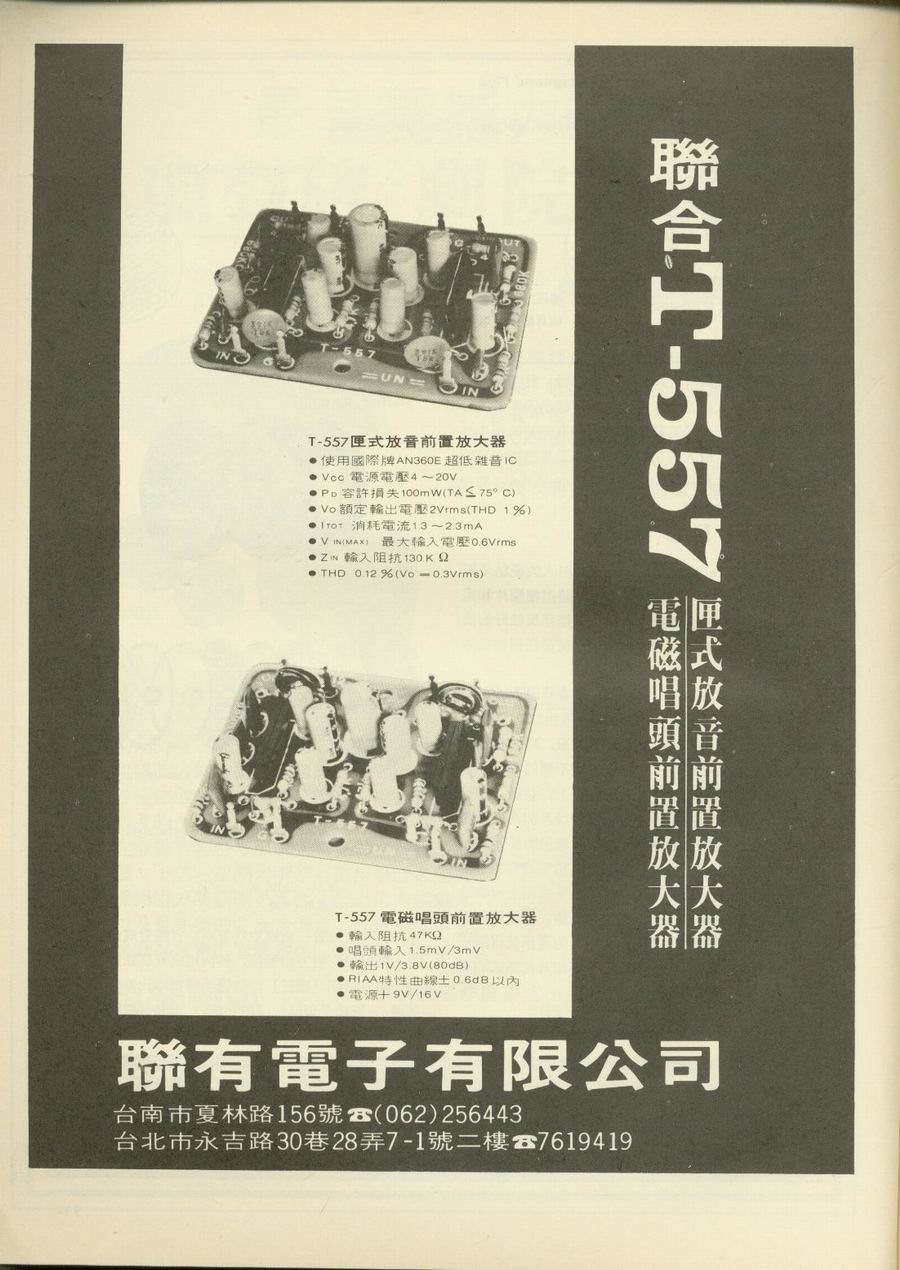 聯合T-557
匣式放音前置放大器
電磁唱頭前置放大器
OUT
IN
G
T-557
=UN=
IN
T-557匣式放音前置放大器
● 使用國際牌AN360E超低雜音IC
● Vcc 電源電壓4～20V
● PD 容許損失100mW(TA≦75°C)
● Vo額定輸出電壓2Vrms(THD 1%)
● ITOT 消耗電流1.3～2.3mA
● V IN(MAX) 最大輸入電壓0.6Vrms
● ZIN 輸入阻抗130KΩ
● THD 0.12%(Vo=0.3Vrms)
IN
G
T-557
=UN=
IN
T-557電磁唱頭前置放大器
● 輸入阻抗47KΩ
● 唱頭輸入1.5mV/3mV
● 輸出1V/3.8V(80dB)
● RIAA特性曲線±0.6dB以內
● 電源+9V/16V
聯有電子有限公司
台南市夏林路156號☎(062)256443
台北市永吉路30巷28弄7-1號二樓☎7619419